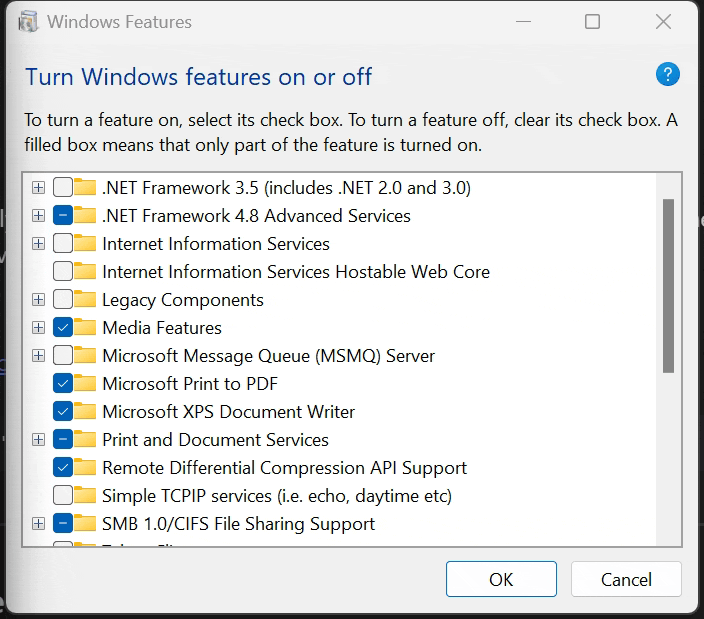 Windows Features
Turn Windows features on or off
?
To turn a feature on, select its check box. To turn a feature off, clear its check box. A
filled box means that only part of the feature is turned on.
.NET Framework 3.5 (includes .NET 2.0 and 3.0)
.NET Framework 4.8 Advanced Services
Internet Information Services
Internet Information Services Hostable Web Core
Legacy Components
Media Features
Microsoft Message Queue (MSMQ) Server
Microsoft Print to PDF
Microsoft XPS Document Writer
Print and Document Services
Remote Differential Compression API Support
Simple TCPIP services (i.e. echo, daytime etc)
SMB 1.0/CIFS File Sharing Support
OK
Cancel